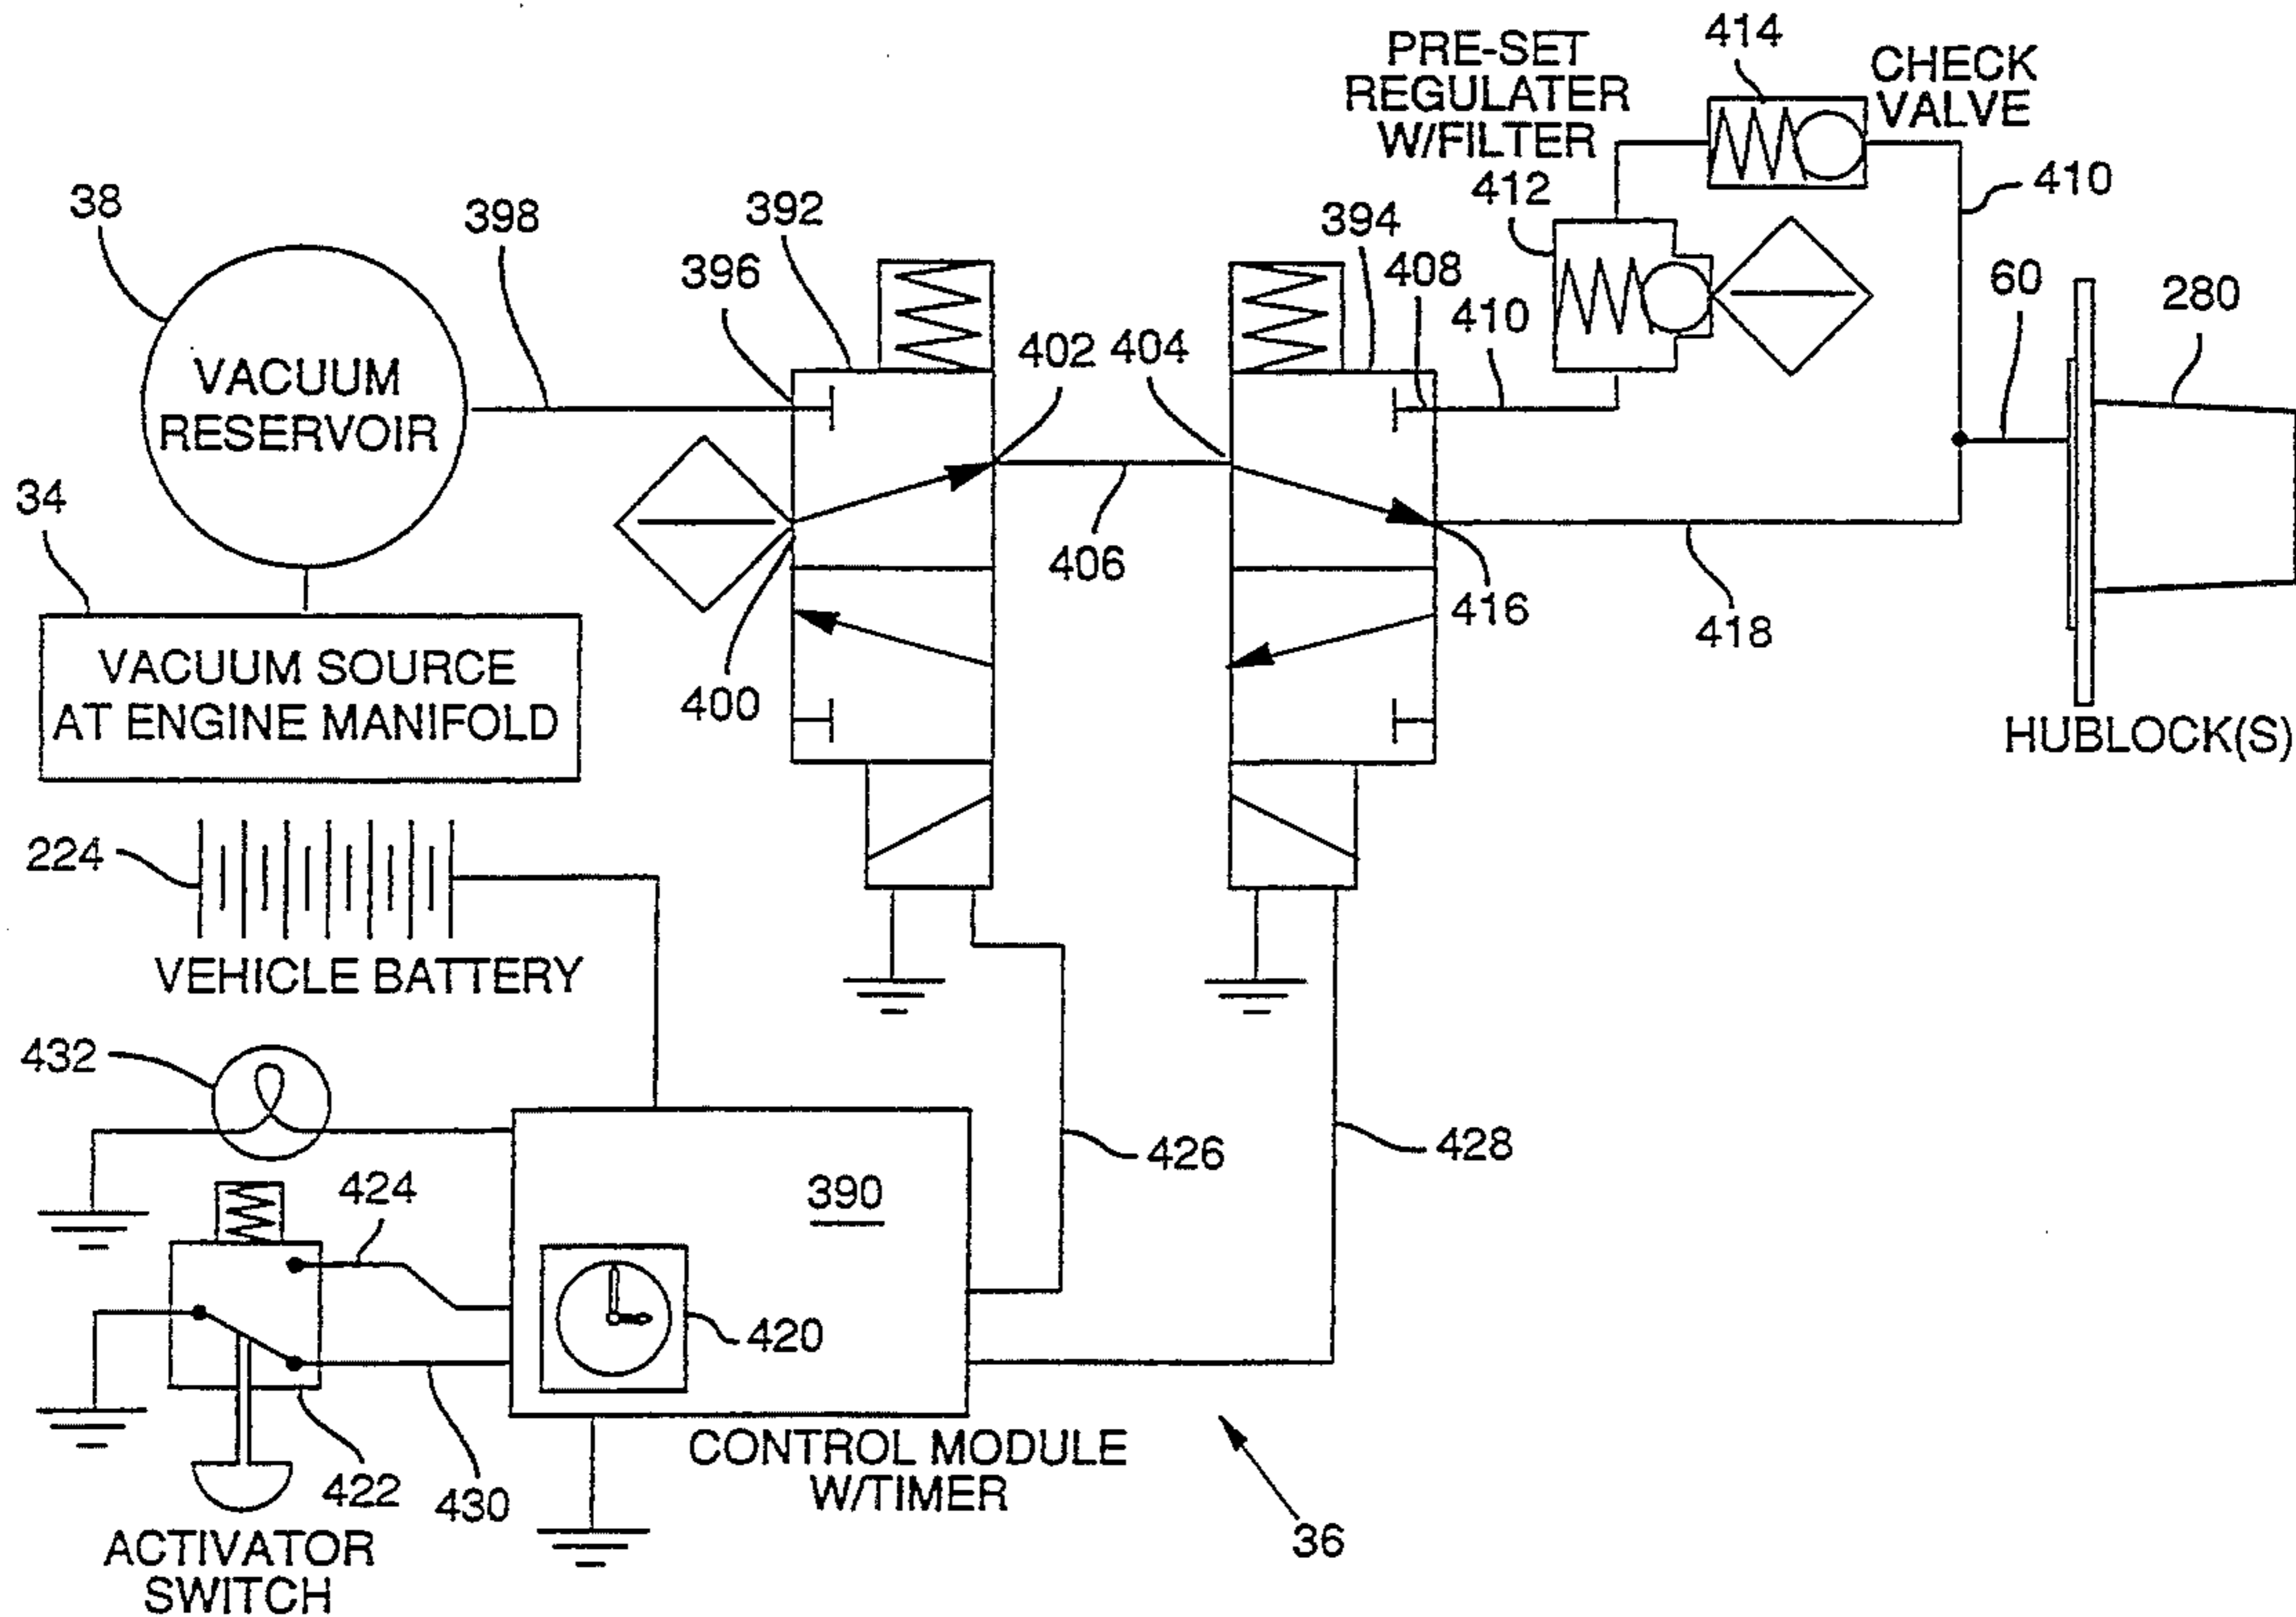 414
PRE-SET
REGULATER
W/FILTER
CHECK
VALVE
412
410
38
398
392
396
394
408
410
60
280
402
404
VACUUM
RESERVOIR
34
406
416
418
400
VACUUM SOURCE
AT ENGINE MANIFOLD
HUBLOCK(S)
224
VEHICLE BATTERY
432
424
390
426
428
420
422
430
CONTROL MODULE
W/TIMER
36
ACTIVATOR
SWITCH